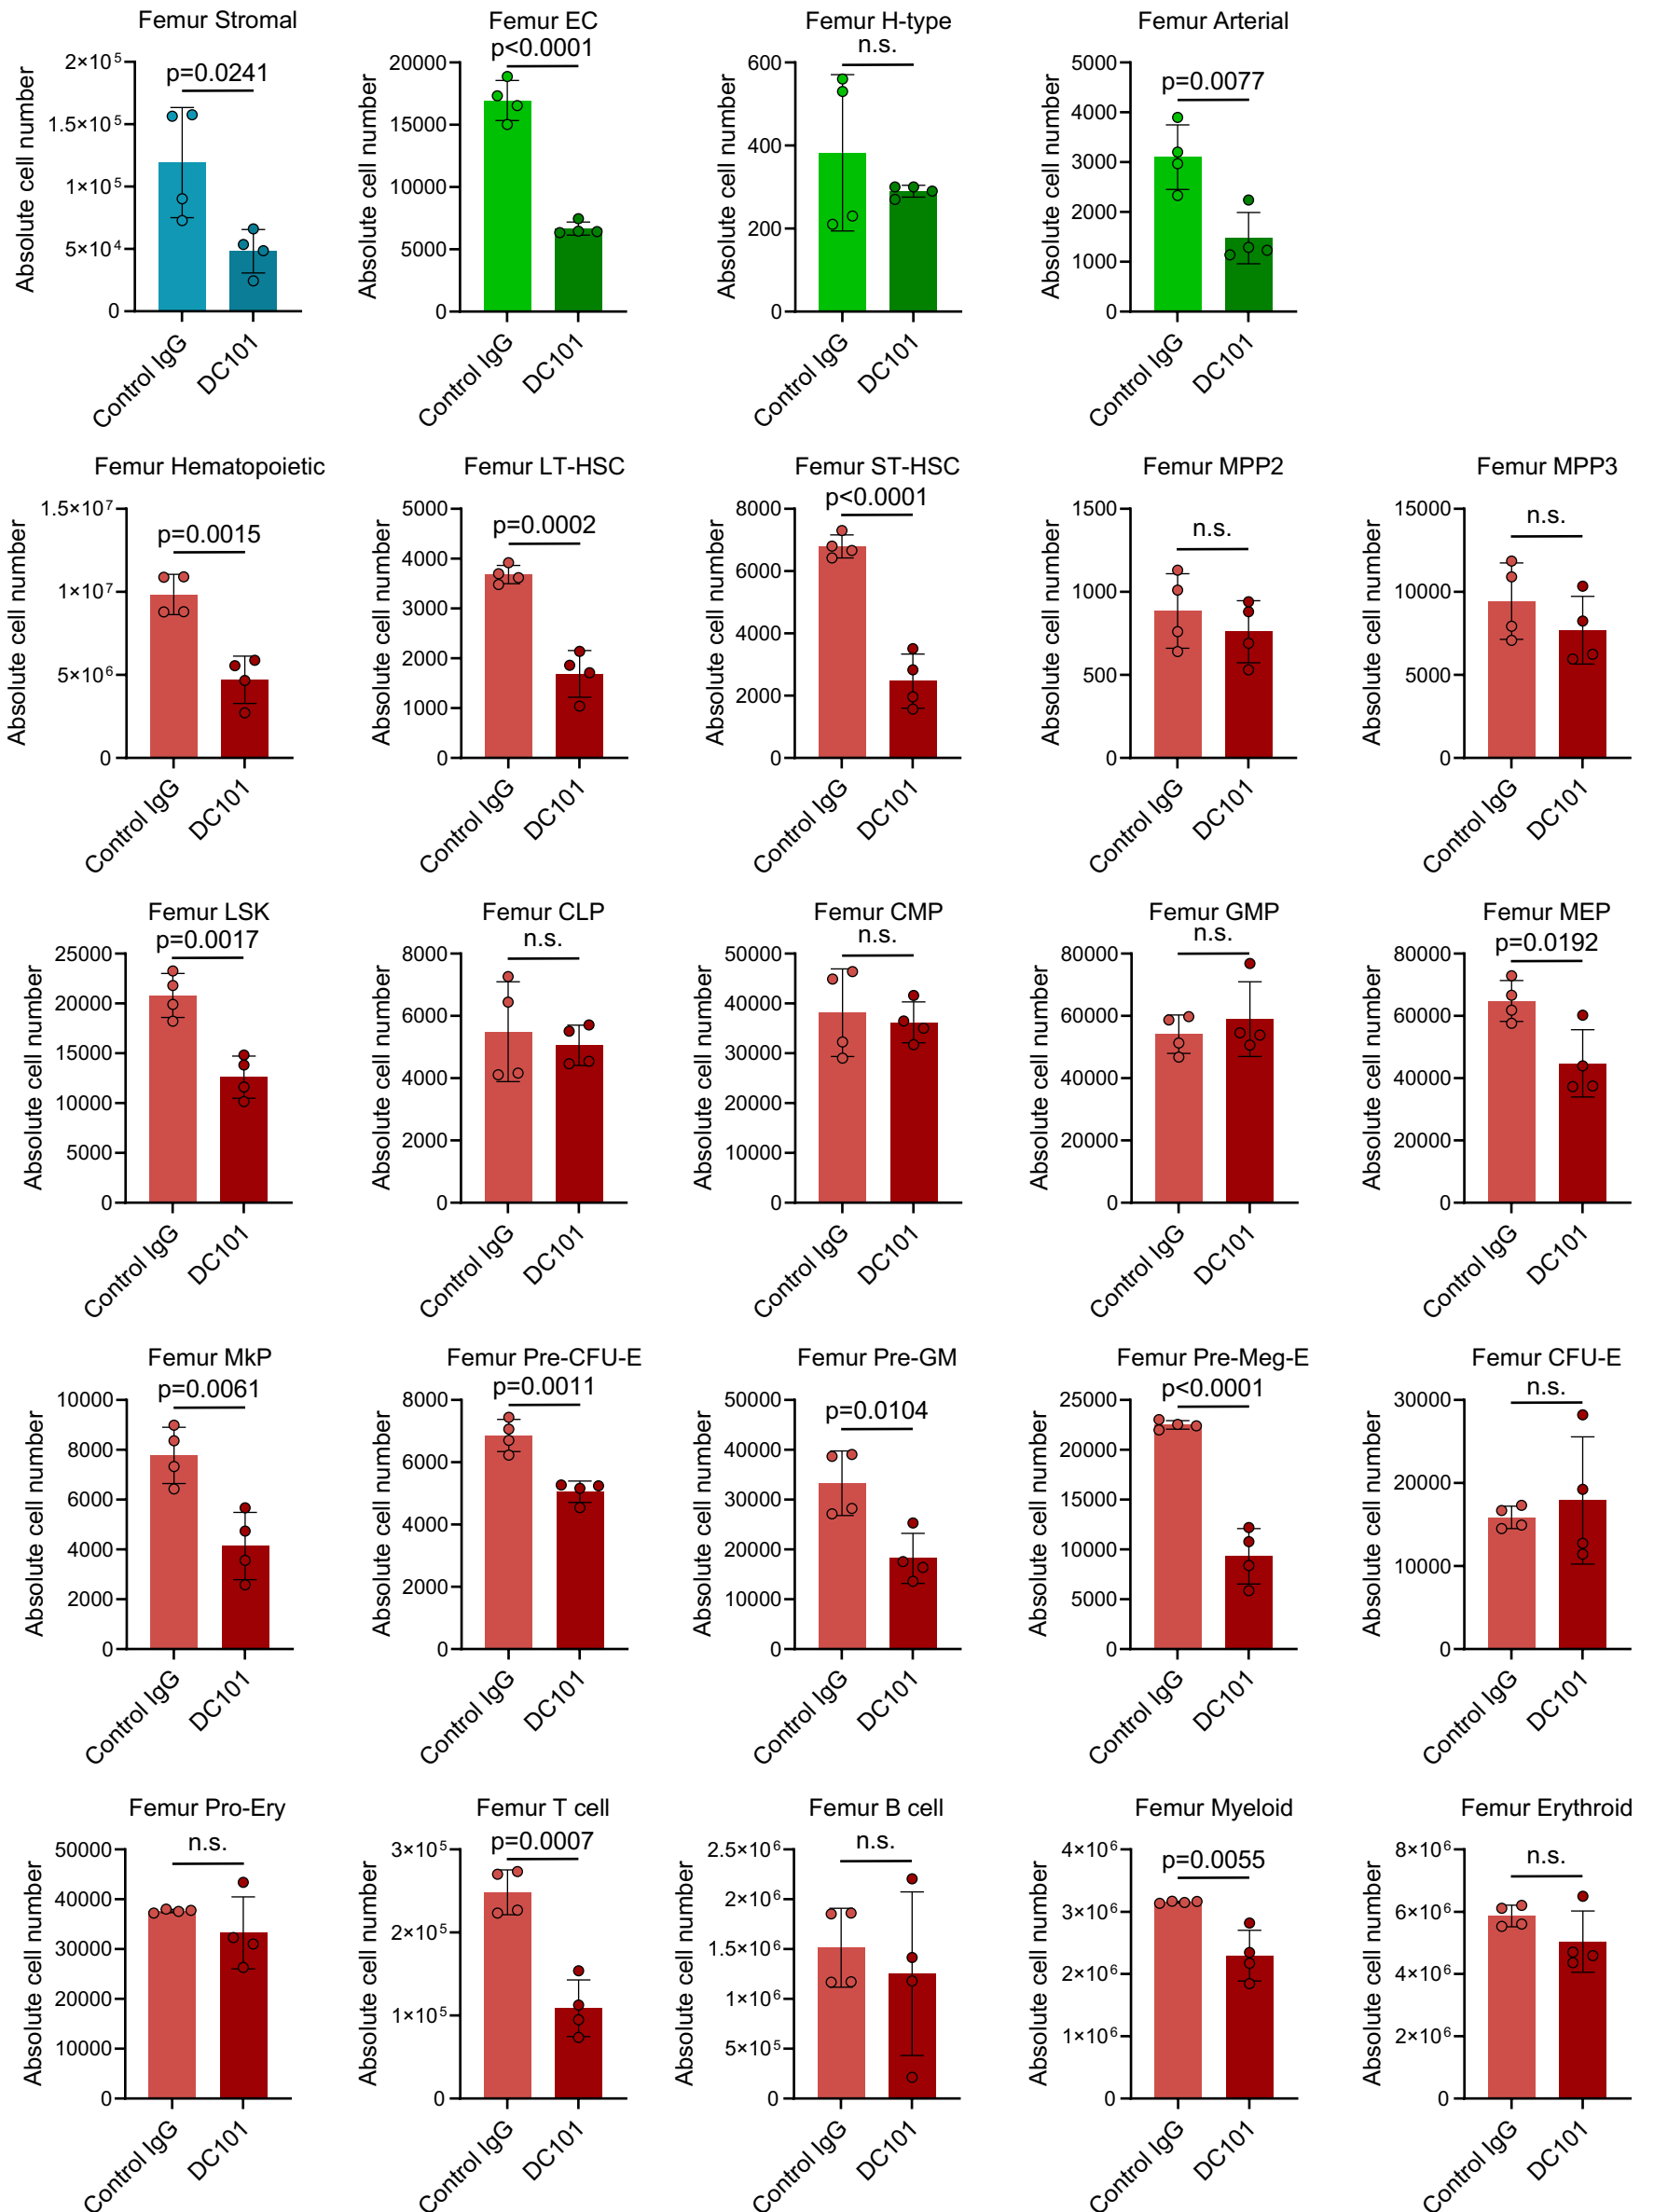 Femur Stromal
p=0.0241
Absolute cell number
2×10⁵
1.5×10⁵
1×10⁵
5×10⁴
0
Control IgG
DC101
Femur EC
p<0.0001
Absolute cell number
20000
15000
10000
5000
0
Control IgG
DC101
Femur H-type
n.s.
Absolute cell number
600
400
200
0
Control IgG
DC101
Femur Arterial
p=0.0077
Absolute cell number
5000
4000
3000
2000
1000
0
Control IgG
DC101
Femur Hematopoietic
p=0.0015
Absolute cell number
1.5×10⁷
1×10⁷
5×10⁶
0
Control IgG
DC101
Femur LT-HSC
p=0.0002
Absolute cell number
5000
4000
3000
2000
1000
0
Control IgG
DC101
Femur ST-HSC
p<0.0001
Absolute cell number
8000
6000
4000
2000
0
Control IgG
DC101
Femur MPP2
n.s.
Absolute cell number
1500
1000
500
0
Control IgG
DC101
Femur MPP3
n.s.
Absolute cell number
15000
10000
5000
0
Control IgG
DC101
Femur LSK
p=0.0017
Absolute cell number
25000
20000
15000
10000
5000
0
Control IgG
DC101
Femur CLP
n.s.
Absolute cell number
8000
6000
4000
2000
0
Control IgG
DC101
Femur CMP
n.s.
Absolute cell number
50000
40000
30000
20000
10000
0
Control IgG
DC101
Femur GMP
n.s.
Absolute cell number
80000
60000
40000
20000
0
Control IgG
DC101
Femur MEP
p=0.0192
Absolute cell number
80000
60000
40000
20000
0
Control IgG
DC101
Femur MkP
p=0.0061
Absolute cell number
10000
8000
6000
4000
2000
0
Control IgG
DC101
Femur Pre-CFU-E
p=0.0011
Absolute cell number
8000
6000
4000
2000
0
Control IgG
DC101
Femur Pre-GM
p=0.0104
Absolute cell number
50000
40000
30000
20000
10000
0
Control IgG
DC101
Femur Pre-Meg-E
p<0.0001
Absolute cell number
25000
20000
15000
10000
5000
0
Control IgG
DC101
Femur CFU-E
n.s.
Absolute cell number
30000
20000
10000
0
Control IgG
DC101
Femur Pro-Ery
n.s.
Absolute cell number
50000
40000
30000
20000
10000
0
Control IgG
DC101
Femur T cell
p=0.0007
Absolute cell number
3×10⁵
2×10⁵
1×10⁵
0
Control IgG
DC101
Femur B cell
n.s.
Absolute cell number
2.5×10⁶
2×10⁶
1.5×10⁶
1×10⁶
5×10⁵
0
Control IgG
DC101
Femur Myeloid
p=0.0055
Absolute cell number
4×10⁶
3×10⁶
2×10⁶
1×10⁶
0
Control IgG
DC101
Femur Erythroid
n.s.
Absolute cell number
8×10⁶
6×10⁶
4×10⁶
2×10⁶
0
Control IgG
DC101